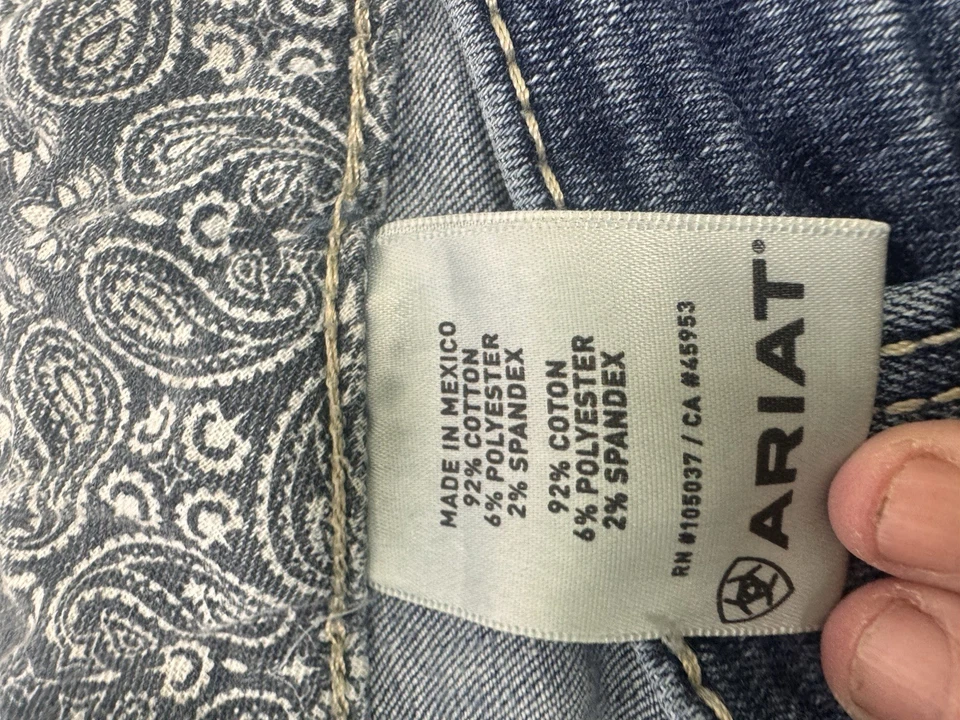 MADE IN MEXICO
92% COTTON
6% POLYESTER
2% SPANDEX
92% COTON
6% POLYESTER
2% SPANDEX
RN #105037 / CA #45953
ARIAT®